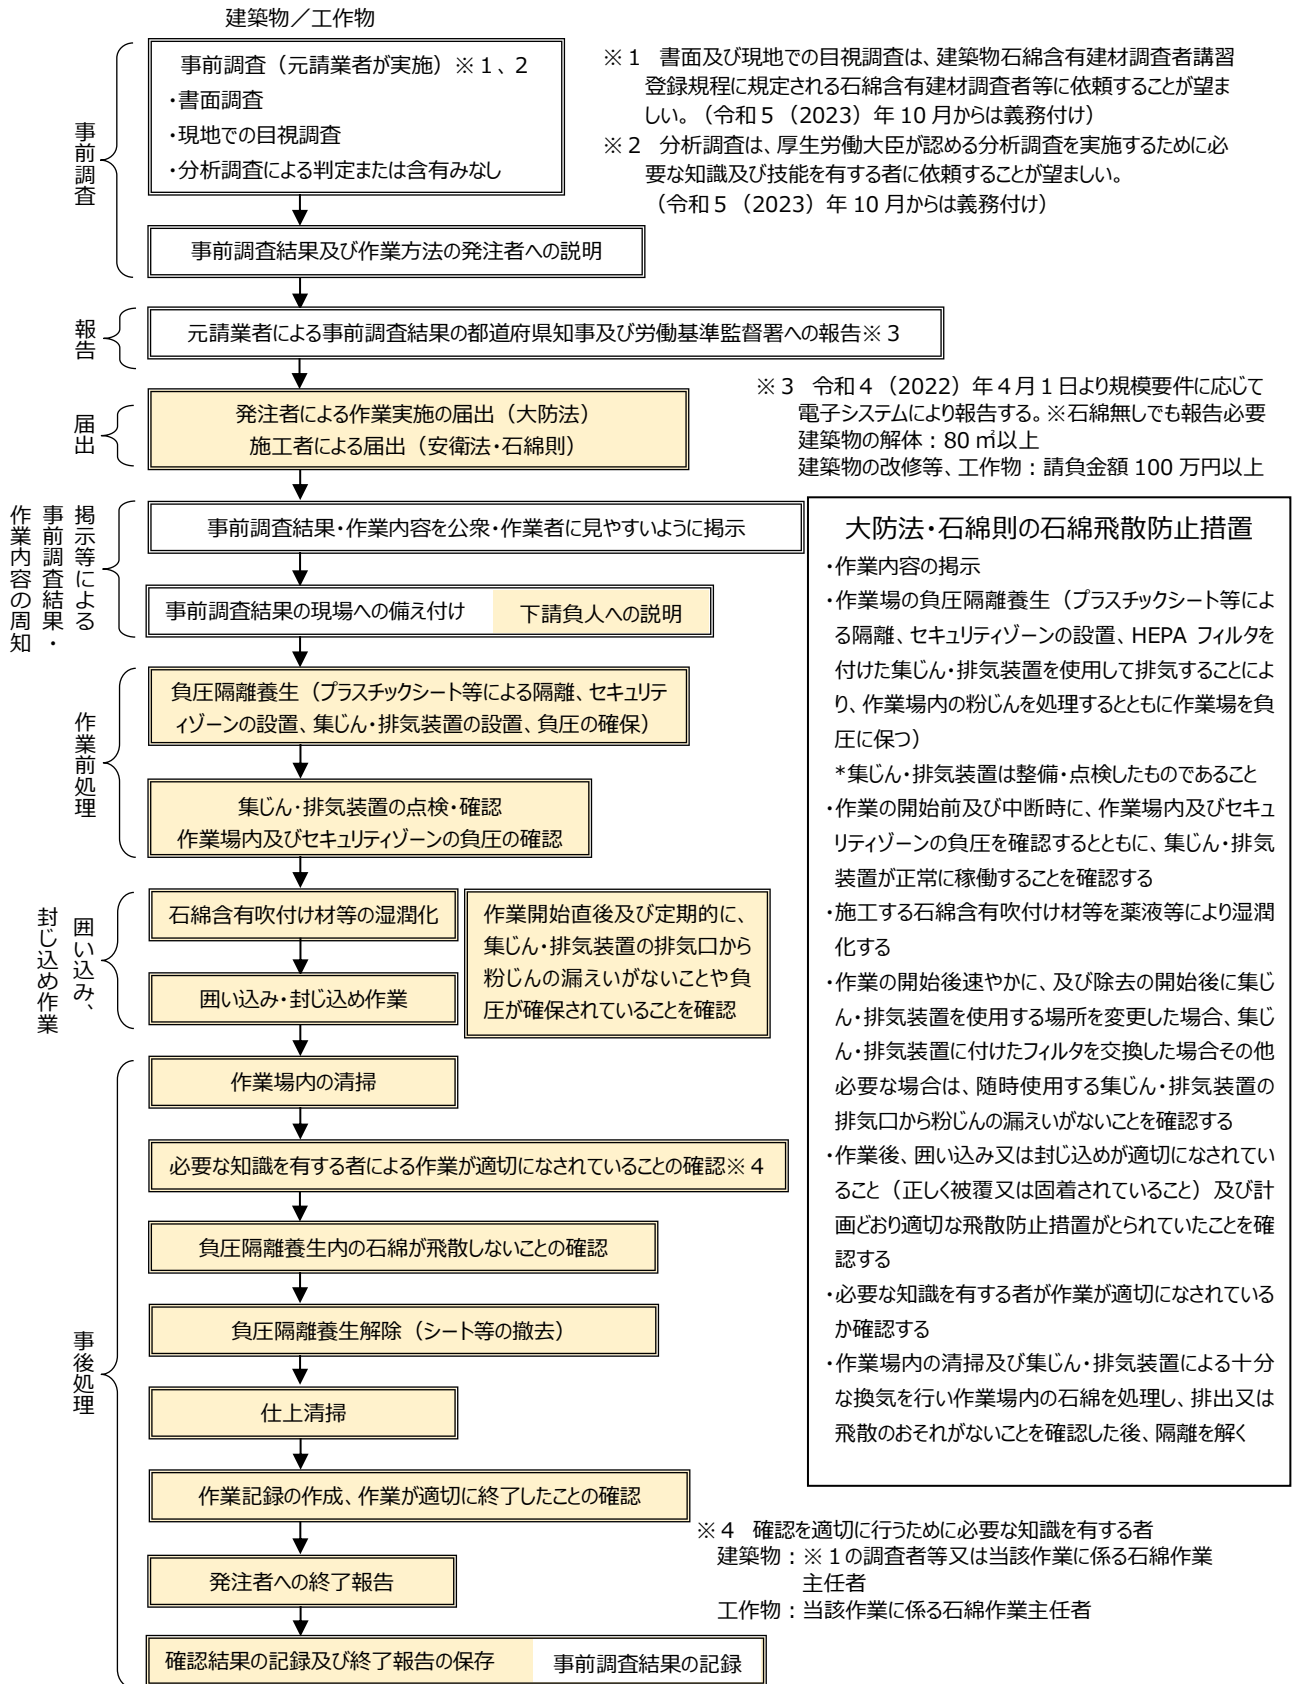 建築物／工作物
事前調査
事前調査（元請業者が実施）※１、２
・書面調査
・現地での目視調査
・分析調査による判定または含有みなし
※１　書面及び現地での目視調査は、建築物石綿含有建材調査者講習
登録規程に規定される石綿含有建材調査者等に依頼することが望ま
しい。（令和５（2023）年 10 月からは義務付け）
※２　分析調査は、厚生労働大臣が認める分析調査を実施するために必
要な知識及び技能を有する者に依頼することが望ましい。
（令和５（2023）年 10 月からは義務付け）
事前調査結果及び作業方法の発注者への説明
報告
元請業者による事前調査結果の都道府県知事及び労働基準監督署への報告※３
届出
発注者による作業実施の届出（大防法）
施工者による届出（安衛法・石綿則）
※３　令和４（2022）年４月１日より規模要件に応じて
電子システムにより報告する。※石綿無しでも報告必要
建築物の解体：80 ㎡以上
建築物の改修等、工作物：請負金額 100 万円以上
掲示等による
事前調査結果・
作業内容の周知
事前調査結果・作業内容を公衆・作業者に見やすいように掲示
事前調査結果の現場への備え付け　下請負人への説明
作業前処理
負圧隔離養生（プラスチックシート等による隔離、セキュリテ
ィゾーンの設置、集じん・排気装置の設置、負圧の確保）
集じん・排気装置の点検・確認
作業場内及びセキュリティゾーンの負圧の確認
囲い込み、
封じ込め作業
石綿含有吹付け材等の湿潤化
囲い込み・封じ込め作業
作業開始直後及び定期的に、
集じん・排気装置の排気口から
粉じんの漏えいがないことや負
圧が確保されていることを確認
事後処理
作業場内の清掃
必要な知識を有する者による作業が適切になされていることの確認※４
負圧隔離養生内の石綿が飛散しないことの確認
負圧隔離養生解除（シート等の撤去）
仕上清掃
作業記録の作成、作業が適切に終了したことの確認
発注者への終了報告
確認結果の記録及び終了報告の保存　事前調査結果の記録
大防法・石綿則の石綿飛散防止措置
・作業内容の掲示
・作業場の負圧隔離養生（プラスチックシート等によ
る隔離、セキュリティゾーンの設置、HEPA フィルタを
付けた集じん・排気装置を使用して排気することによ
り、作業場内の粉じんを処理するとともに作業場を負
圧に保つ）
*集じん・排気装置は整備・点検したものであること
・作業の開始前及び中断時に、作業場内及びセキュ
リティゾーンの負圧を確認するとともに、集じん・排気
装置が正常に稼働することを確認する
・施工する石綿含有吹付け材等を薬液等により湿潤
化する
・作業の開始後速やかに、及び除去の開始後に集じ
ん・排気装置を使用する場所を変更した場合、集じ
ん・排気装置に付けたフィルタを交換した場合その他
必要な場合は、随時使用する集じん・排気装置の
排気口から粉じんの漏えいがないことを確認する
・作業後、囲い込み又は封じ込めが適切になされてい
ること（正しく被覆又は固着されていること）及び計
画どおり適切な飛散防止措置がとられていたことを確
認する
・必要な知識を有する者が作業が適切になされている
か確認する
・作業場内の清掃及び集じん・排気装置による十分
な換気を行い作業場内の石綿を処理し、排出又は
飛散のおそれがないことを確認した後、隔離を解く
※４　確認を適切に行うために必要な知識を有する者
建築物：※１の調査者等又は当該作業に係る石綿作業
主任者
工作物：当該作業に係る石綿作業主任者